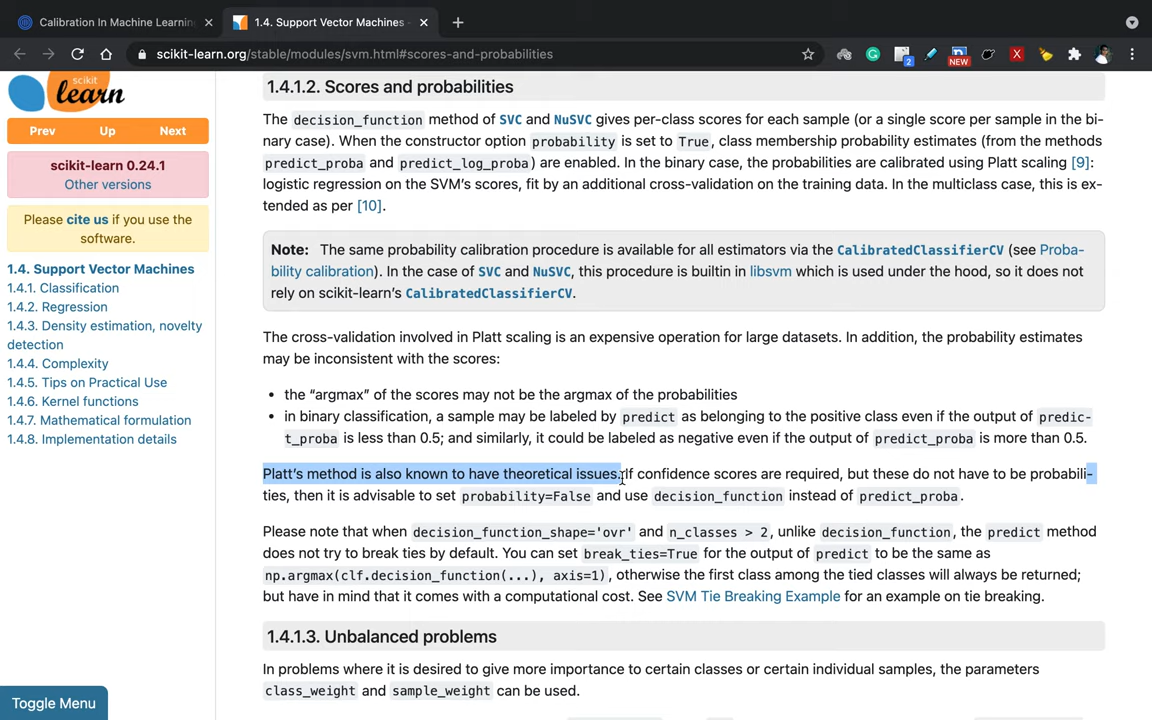 Calibration In Machine Learnin
1.4. Support Vector Machines -
scikit-learn.org/stable/modules/svm.html#scores-and-probabilities
2
NEW
X
scikit
learn
Prev Up Next
scikit-learn 0.24.1
Other versions
Please cite us if you use the
software.
1.4. Support Vector Machines
1.4.1. Classification
1.4.2. Regression
1.4.3. Density estimation, novelty
detection
1.4.4. Complexity
1.4.5. Tips on Practical Use
1.4.6. Kernel functions
1.4.7. Mathematical formulation
1.4.8. Implementation details
Toggle Menu
1.4.1.2. Scores and probabilities
The decision_function method of SVC and NuSVC gives per-class scores for each sample (or a single score per sample in the bi-
nary case). When the constructor option probability is set to True, class membership probability estimates (from the methods
predict_proba and predict_log_proba) are enabled. In the binary case, the probabilities are calibrated using Platt scaling [9]:
logistic regression on the SVM's scores, fit by an additional cross-validation on the training data. In the multiclass case, this is ex-
tended as per [10].
Note: The same probability calibration procedure is available for all estimators via the CalibratedClassifierCV (see Proba-
bility calibration). In the case of SVC and NuSVC, this procedure is builtin in libsvm which is used under the hood, so it does not
rely on scikit-learn's CalibratedClassifierCV.
The cross-validation involved in Platt scaling is an expensive operation for large datasets. In addition, the probability estimates
may be inconsistent with the scores:
• the “argmax” of the scores may not be the argmax of the probabilities
• in binary classification, a sample may be labeled by predict as belonging to the positive class even if the output of predic-
t_proba is less than 0.5; and similarly, it could be labeled as negative even if the output of predict_proba is more than 0.5.
Platt's method is also known to have theoretical issues. If confidence scores are required, but these do not have to be probabili-
ties, then it is advisable to set probability=False and use decision_function instead of predict_proba.
Please note that when decision_function_shape='ovr' and n_classes > 2, unlike decision_function, the predict method
does not try to break ties by default. You can set break_ties=True for the output of predict to be the same as
np.argmax(clf.decision_function(...), axis=1), otherwise the first class among the tied classes will always be returned;
but have in mind that it comes with a computational cost. See SVM Tie Breaking Example for an example on tie breaking.
1.4.1.3. Unbalanced problems
In problems where it is desired to give more importance to certain classes or certain individual samples, the parameters
class_weight and sample_weight can be used.